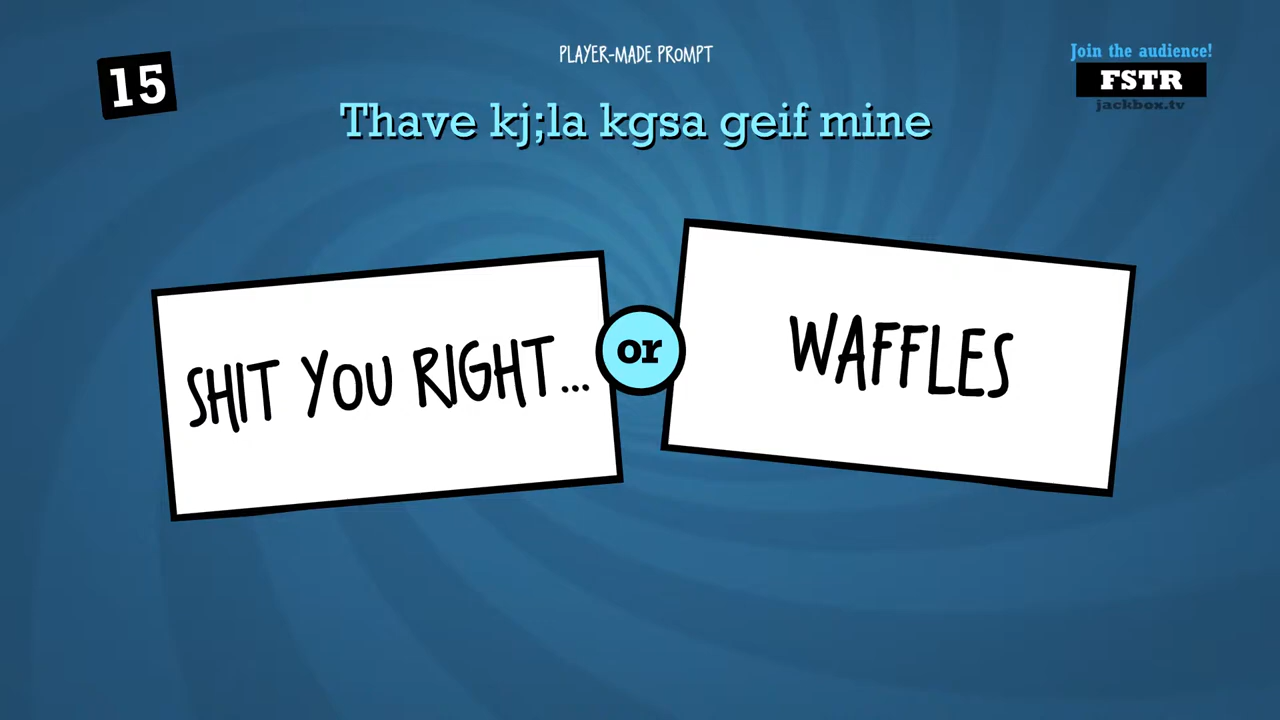 PLAYER-MADE PROMPT
15
Join the audience!
FSTR
jackbox.tv
Thave kj;la kgsa geif mine
SHIT YOU RIGHT...
or
WAFFLES